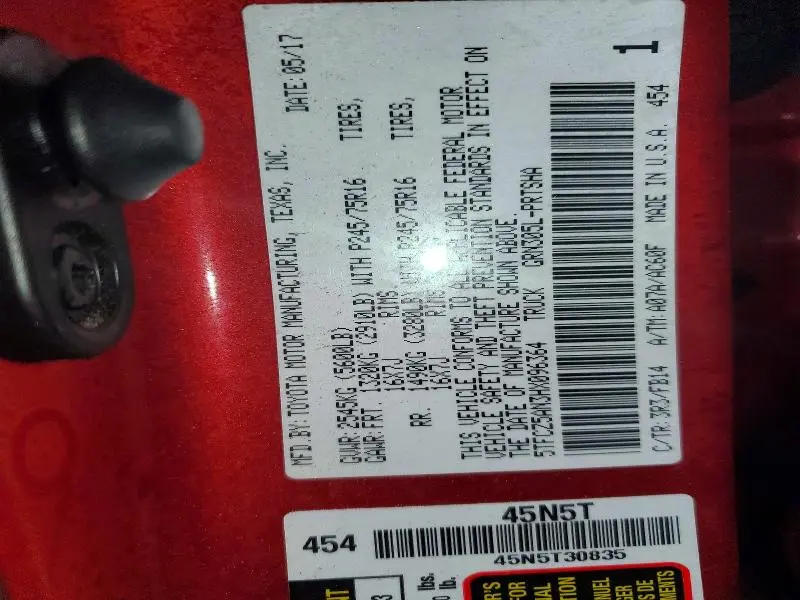 MFD.BY: TOYOTA MOTOR MANUFACTURING, TEXAS, INC. DATE: 05/17
GVWR: 2545KG (5600LB)
GAWR: FRT. 1320KG (2910LB) WITH P245/75R16 TIRES,
16X7J RIMS
RR. 1490KG (3280LB) WITH P245/75R16 TIRES,
16X7J RIMS
THIS VEHICLE CONFORMS TO ALL APPLICABLE FEDERAL MOTOR
VEHICLE SAFETY AND THEFT PREVENTION STANDARDS IN EFFECT ON
THE DATE OF MANUFACTURE SHOWN ABOVE.
5TFCZ5AN3HX096364 TRUCK GRN305L-PRTSHA
C/TR: 3R3/FB14 A/TM: A07A/AC60F MADE IN U.S.A. 454
1
45N5T
454
45N5T30835
lbs.
lb.